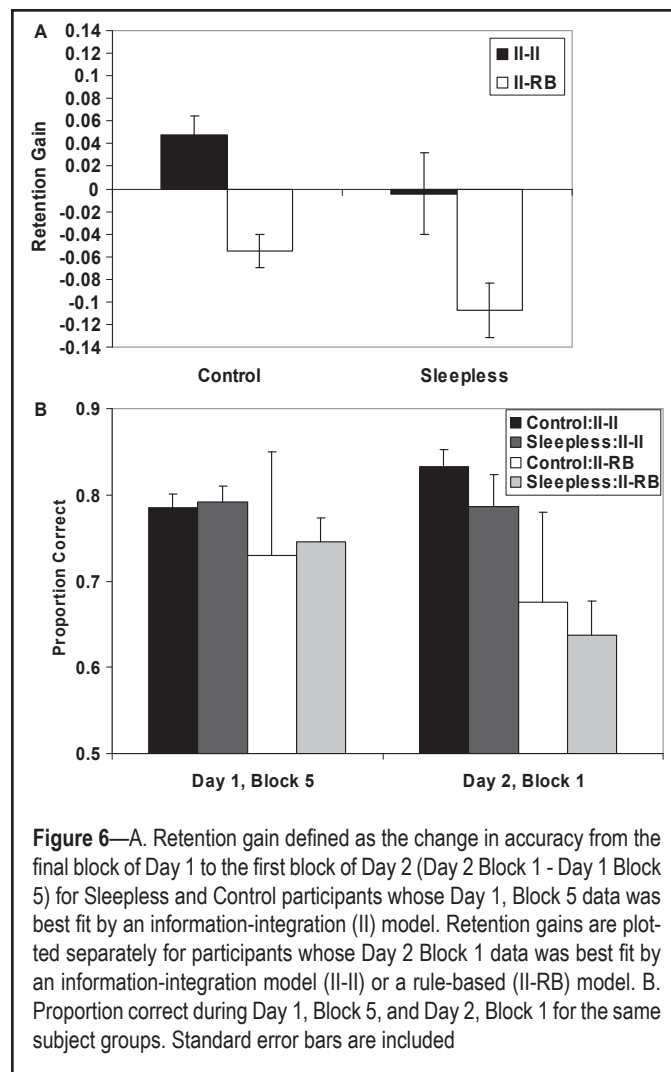 A
0.14
0.12
0.1
0.08
0.06
0.04
0.02
0
-0.02
-0.04
-0.06
-0.08
-0.1
-0.12
-0.14
Retention Gain
II-II
II-RB
Control Sleepless
B
0.9
0.8
0.7
0.6
0.5
Proportion Correct
Control:II-II
Sleepless:II-II
Control:II-RB
Sleepless:II-RB
Day 1, Block 5 Day 2, Block 1
Figure 6—A. Retention gain defined as the change in accuracy from the
final block of Day 1 to the first block of Day 2 (Day 2 Block 1 - Day 1 Block
5) for Sleepless and Control participants whose Day 1, Block 5 data was
best fit by an information-integration (II) model. Retention gains are plot-
ted separately for participants whose Day 2 Block 1 data was best fit by
an information-integration model (II-II) or a rule-based (II-RB) model. B.
Proportion correct during Day 1, Block 5, and Day 2, Block 1 for the same
subject groups. Standard error bars are included